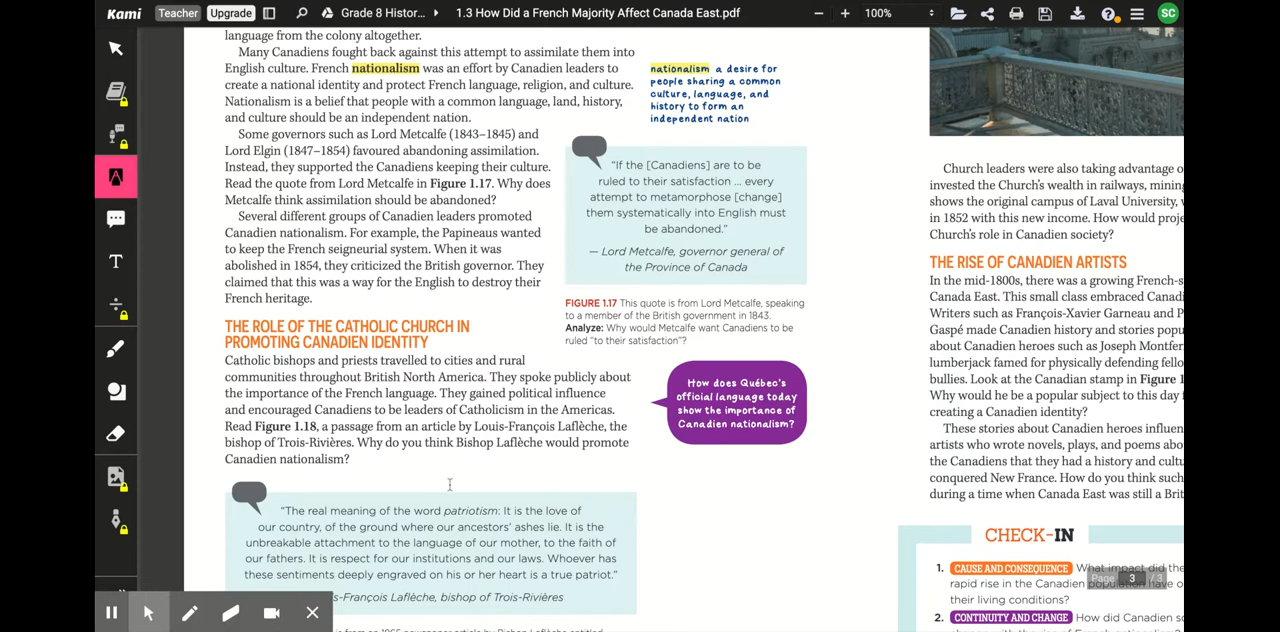 Kami
Teacher
Upgrade
Grade 8 Histor...
1.3 How Did a French Majority Affect Canada East.pdf
100%
SC
language from the colony altogether.
Many Canadiens fought back against this attempt to assimilate them into
English culture. French nationalism was an effort by Canadien leaders to
create a national identity and protect French language, religion, and culture.
Nationalism is a belief that people with a common language, land, history,
and culture should be an independent nation.
Some governors such as Lord Metcalfe (1843–1845) and
Lord Elgin (1847–1854) favoured abandoning assimilation.
Instead, they supported the Canadiens keeping their culture.
Read the quote from Lord Metcalfe in Figure 1.17. Why does
Metcalfe think assimilation should be abandoned?
Several different groups of Canadien leaders promoted
Canadien nationalism. For example, the Papineaus wanted
to keep the French seigneurial system. When it was
abolished in 1854, they criticized the British governor. They
claimed that this was a way for the English to destroy their
French heritage.
THE ROLE OF THE CATHOLIC CHURCH IN
PROMOTING CANADIEN IDENTITY
Catholic bishops and priests travelled to cities and rural
communities throughout British North America. They spoke publicly about
the importance of the French language. They gained political influence
and encouraged Canadiens to be leaders of Catholicism in the Americas.
Read Figure 1.18, a passage from an article by Louis-François Laflèche, the
bishop of Trois-Rivières. Why do you think Bishop Laflèche would promote
Canadien nationalism?
"The real meaning of the word patriotism: It is the love of
our country, of the ground where our ancestors' ashes lie. It is the
unbreakable attachment to the language of our mother, to the faith of
our fathers. It is respect for our institutions and our laws. Whoever has
these sentiments deeply engraved on his or her heart is a true patriot."
s-François Laflèche, bishop of Trois-Rivières
nationalism a desire for
people sharing a common
culture, language, and
history to form an
independent nation
"If the [Canadiens] are to be
ruled to their satisfaction ... every
attempt to metamorphose [change]
them systematically into English must
be abandoned."
— Lord Metcalfe, governor general of
the Province of Canada
FIGURE 1.17 This quote is from Lord Metcalfe, speaking
to a member of the British government in 1843.
Analyze: Why would Metcalfe want Canadiens to be
ruled "to their satisfaction"?
How does Québec's
official language today
show the importance of
Canadien nationalism?
Church leaders were also taking advantage o
invested the Church's wealth in railways, minin
shows the original campus of Laval University, w
in 1852 with this new income. How would proje
Church's role in Canadien society?
THE RISE OF CANADIEN ARTISTS
In the mid-1800s, there was a growing French-s
Canada East. This small class embraced Canadi
Writers such as François-Xavier Garneau and P
Gaspé made Canadien history and stories popu
about Canadien heroes such as Joseph Montfer
lumberjack famed for physically defending fello
bullies. Look at the Canadian stamp in Figure 1
Why would he be a popular subject to this day f
creating a Canadien identity?
These stories about Canadien heroes influen
artists who wrote novels, plays, and poems abo
the Canadiens that they had a history and cultu
conquered New France. How do you think such
during a time when Canada East was still a Brit
CHECK-IN
1. CAUSE AND CONSEQUENCE What impact did the
rapid rise in the Canadien population have o
their living conditions?
2. CONTINUITY AND CHANGE How did Canadien so
Page 3 / 3